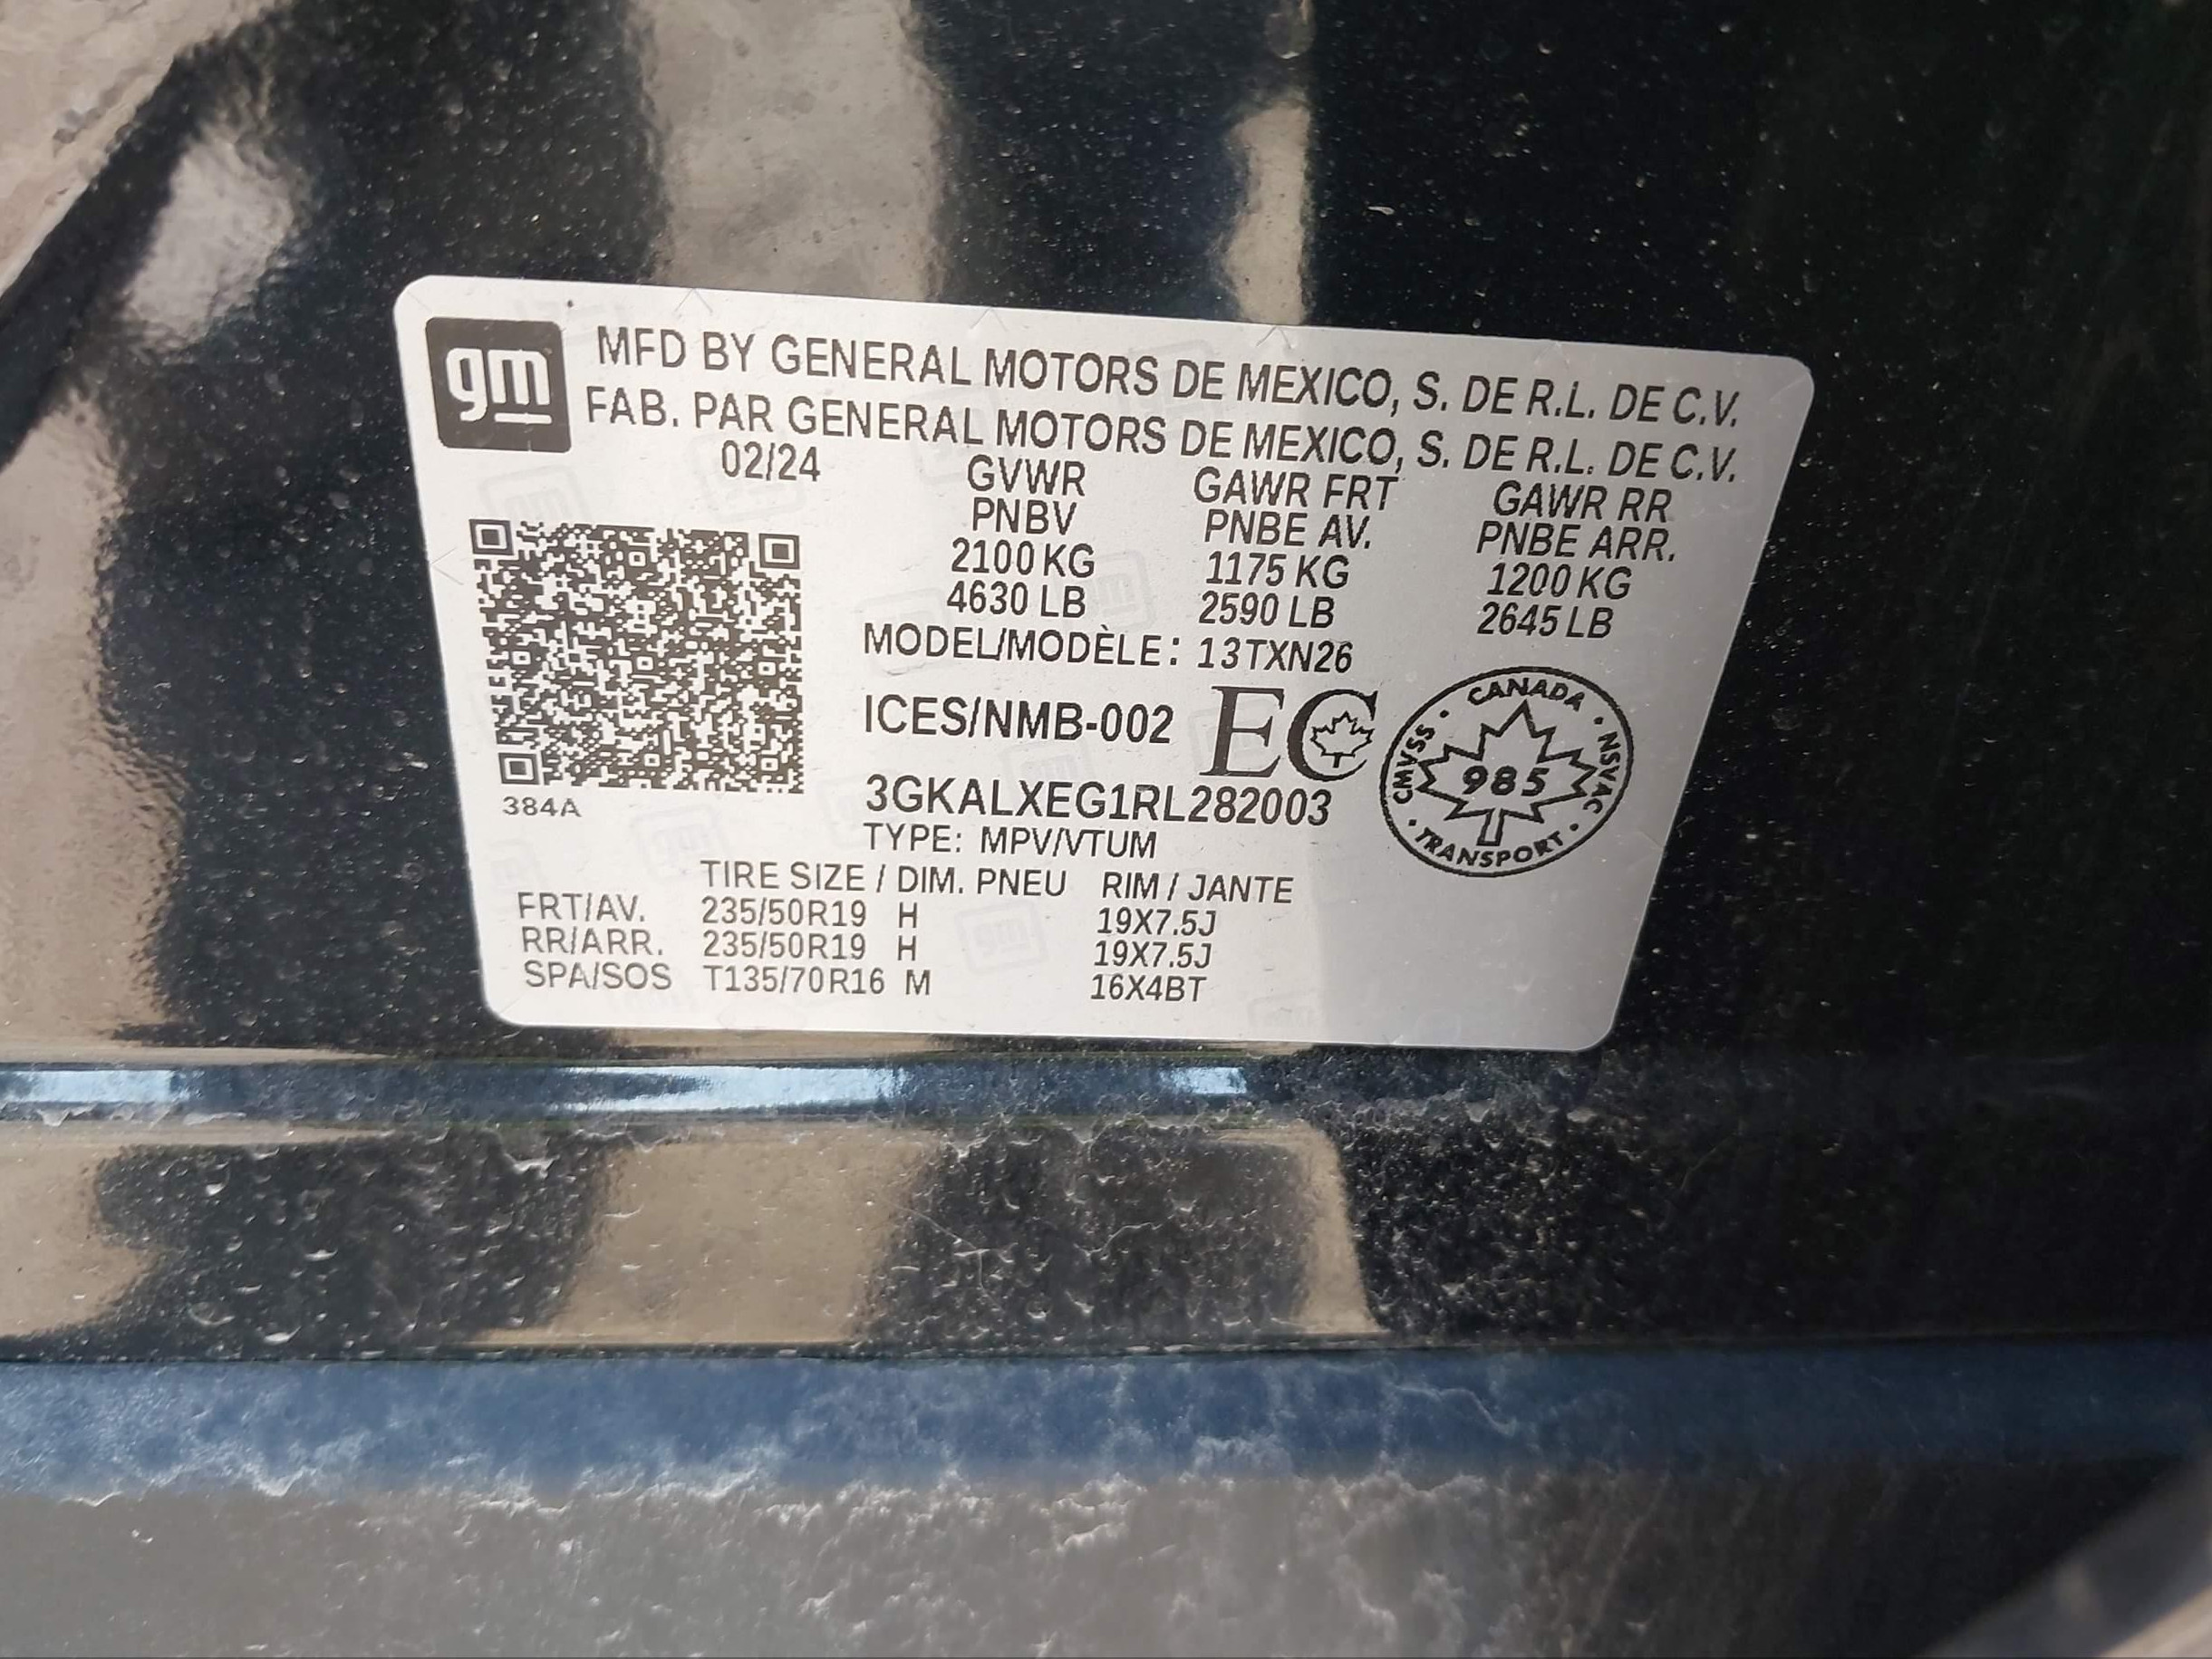 gm
MFD BY GENERAL MOTORS DE MEXICO, S. DE R.L. DE C.V.
FAB. PAR GENERAL MOTORS DE MEXICO, S. DE R.L. DE C.V.
02/24 GVWR GAWR FRT GAWR RR
PNBV PNBE AV. PNBE ARR.
2100 KG 1175 KG 1200 KG
4630 LB 2590 LB 2645 LB
MODEL/MODÈLE: 13TXN26
ICES/NMB-002 EC
CANADA
CMVSS 985 NSVAC
TRANSPORT
384A
3GKALXEG1RL282003
TYPE: MPV/VTUM
TIRE SIZE / DIM. PNEU RIM / JANTE
FRT/AV. 235/50R19 H 19X7.5J
RR/ARR. 235/50R19 H 19X7.5J
SPA/SOS T135/70R16 M 16X4BT